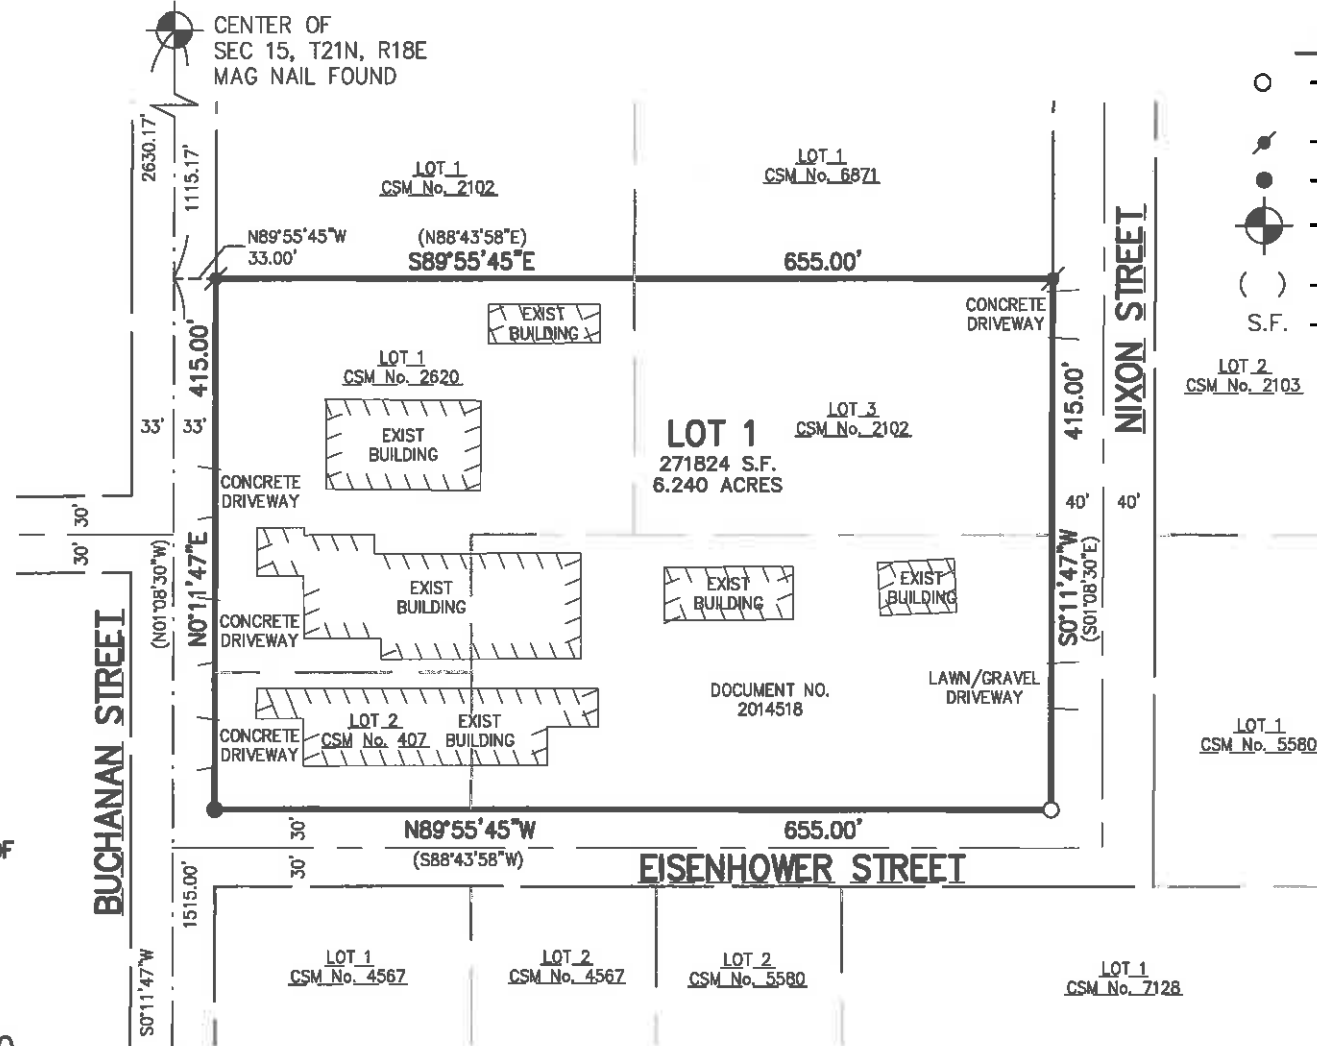 CENTER OF
SEC 15, T21N, R18E
MAG NAIL FOUND
2630.17'
1115.17'
LOT 1
CSM No. 2102
LOT 1
CSM No. 6871
N89°55'45"W
33.00'
(N88°43'58"E)
S89°55'45"E
655.00'
( )
S.F.
EXIST
BUILDING
CONCRETE
DRIVEWAY
NIXON STREET
415.00'
LOT 1
CSM No. 2620
LOT 2
CSM No. 2103
415.00'
33'
33'
EXIST
BUILDING
LOT 1
271824 S.F.
6.240 ACRES
LOT 3
CSM No. 2102
CONCRETE
DRIVEWAY
40'
40'
30'
30'
(N01°08'30"W)
N0°11'47"E
EXIST
BUILDING
EXIST
BUILDING
EXIST
BUILDING
S0°11'47"W
(S01°08'30"E)
CONCRETE
DRIVEWAY
BUCHANAN STREET
DOCUMENT NO.
2014518
LAWN/GRAVEL
DRIVEWAY
CONCRETE
DRIVEWAY
LOT 2
CSM No. 407
EXIST
BUILDING
LOT 1
CSM No. 5580
30'
30'
N89°55'45"W
655.00'
(S88°43'58"W)
EISENHOWER STREET
OF
1515.00'
S0°11'47"W
LOT 1
CSM No. 4567
LOT 2
CSM No. 4567
LOT 2
CSM No. 5580
LOT 1
CSM No. 7128